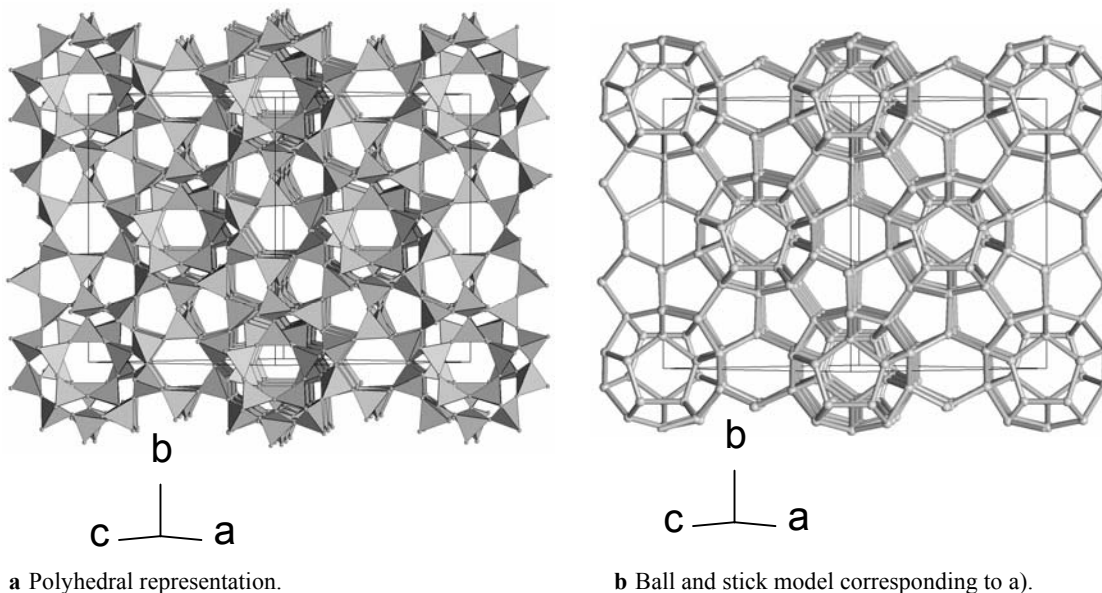 b
c a
b
c a
a Polyhedral representation.
b Ball and stick model corresponding to a).